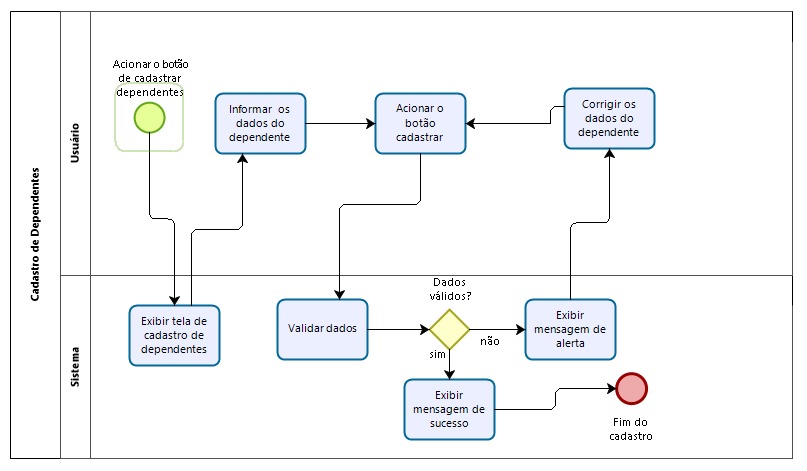 Cadastro de Dependentes
Usuário
Acionar o botão
de cadastrar
dependentes
Informar os
dados do
dependente
Acionar o
botão
cadastrar
Corrigir os
dados do
dependente
Sistema
Exibir tela de
cadastro de
dependentes
Validar dados
Dados
válidos?
sim
não
Exibir
mensagem de
alerta
Exibir
mensagem de
sucesso
Fim do
cadastro